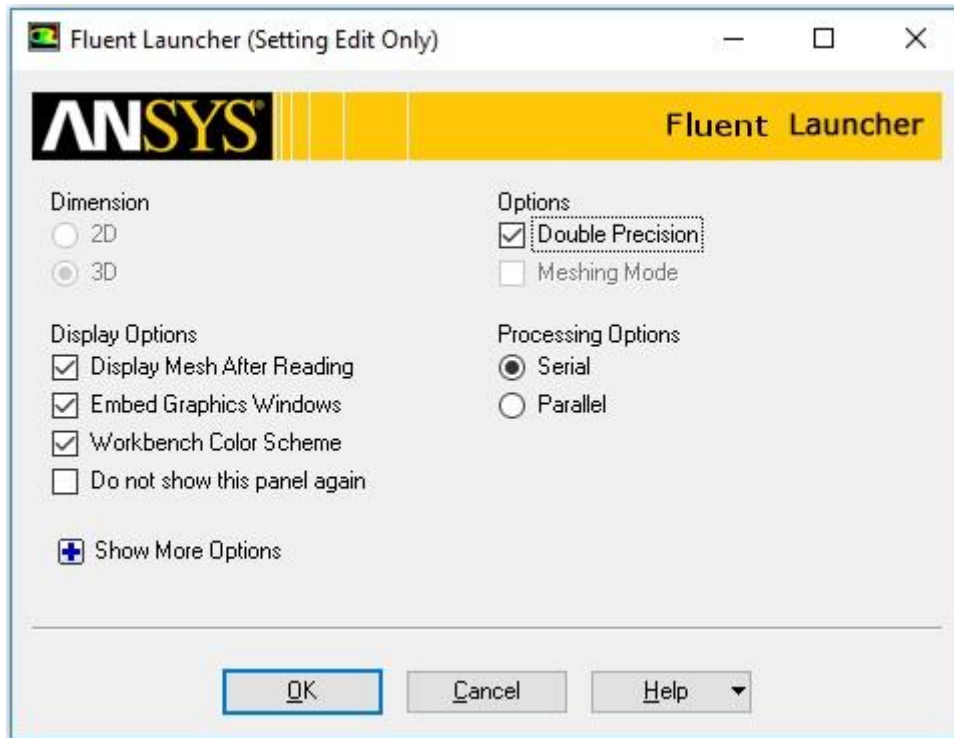 Fluent Launcher (Setting Edit Only)
ANSYS®
Fluent Launcher
Dimension
2D
3D
Options
Double Precision
Meshing Mode
Display Options
Display Mesh After Reading
Embed Graphics Windows
Workbench Color Scheme
Do not show this panel again
Processing Options
Serial
Parallel
Show More Options
OK
Cancel
Help